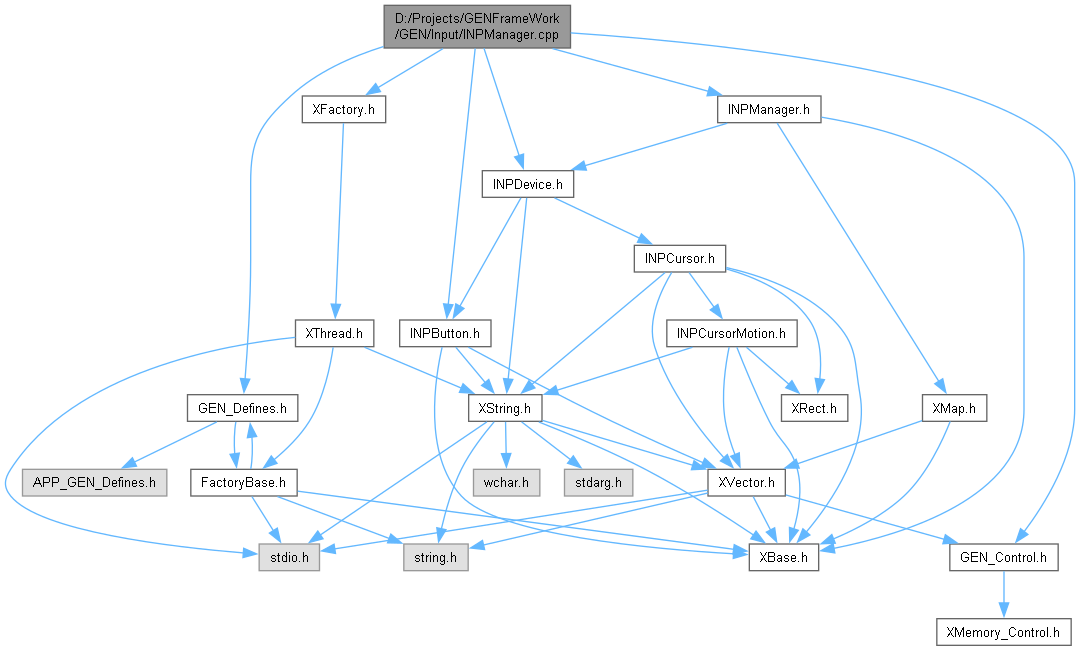 D:/Projects/GENFrameWork
/GEN/Input/INPManager.cpp
XFactory.h
INPManager.h
INPDevice.h
INPCursor.h
XThread.h
INPButton.h
INPCursorMotion.h
GEN_Defines.h
XString.h
XRect.h
XMap.h
APP_GEN_Defines.h
FactoryBase.h
wchar.h
stdarg.h
XVector.h
stdio.h
string.h
XBase.h
GEN_Control.h
XMemory_Control.h